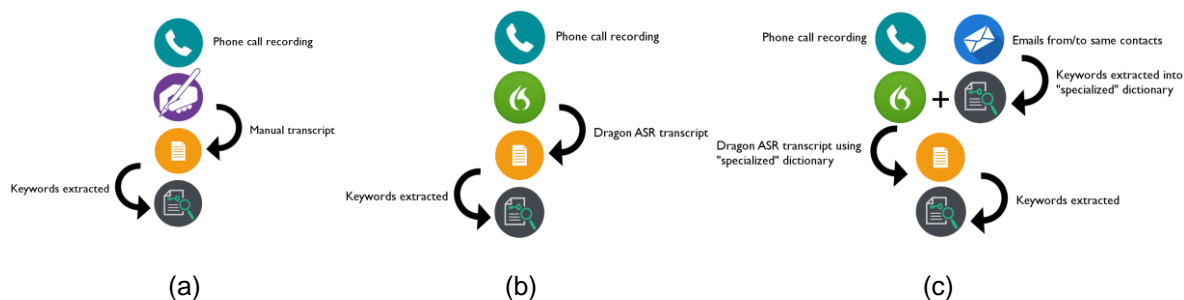 Phone call recording
Manual transcript
Keywords extracted
(a)
Phone call recording
Dragon ASR transcript
Keywords extracted
(b)
Phone call recording
Emails from/to same contacts
Keywords extracted into
"specialized" dictionary
+
Dragon ASR transcript using
"specialized" dictionary
Keywords extracted
(c)